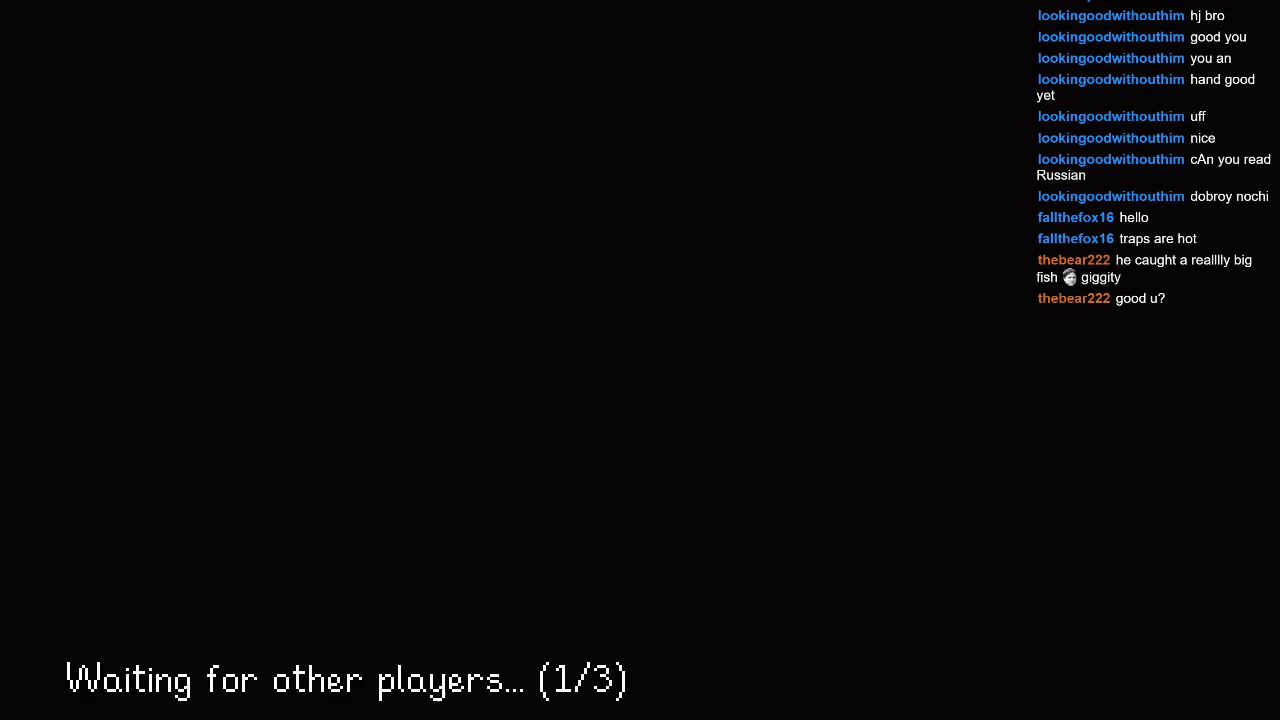 lookingoodwithouthim hj bro
lookingoodwithouthim good you
lookingoodwithouthim you an
lookingoodwithouthim hand good
yet
lookingoodwithouthim uff
lookingoodwithouthim nice
lookingoodwithouthim cAn you read
Russian
lookingoodwithouthim dobroy nochi
fallthefox16 hello
fallthefox16 traps are hot
thebear222 he caught a realllly big
fish giggity
thebear222 good u?
Waiting for other players... (1/3)